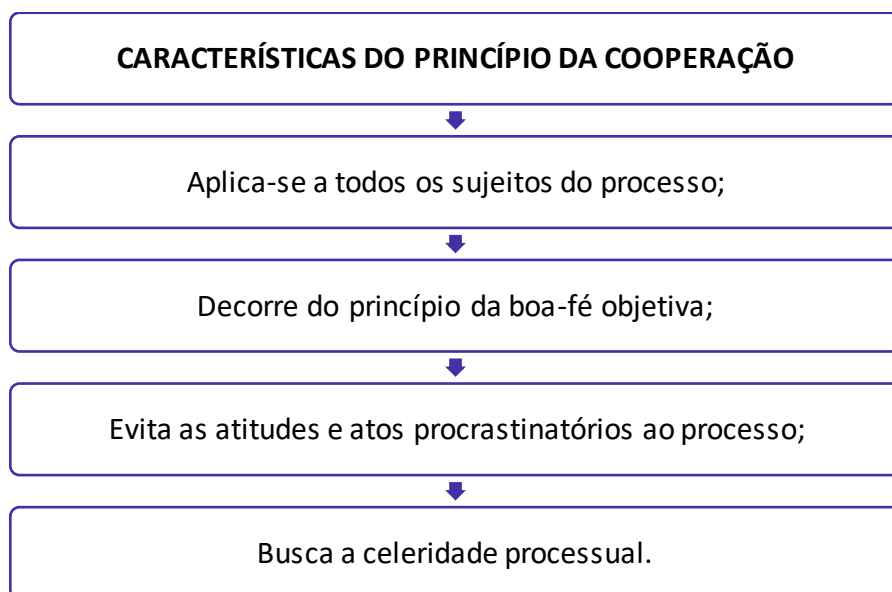 CARACTERÍSTICAS DO PRINCÍPIO DA COOPERAÇÃO
Aplica-se a todos os sujeitos do processo;
Decorre do princípio da boa-fé objetiva;
Evita as atitudes e atos procrastinatórios ao processo;
Busca a celeridade processual.